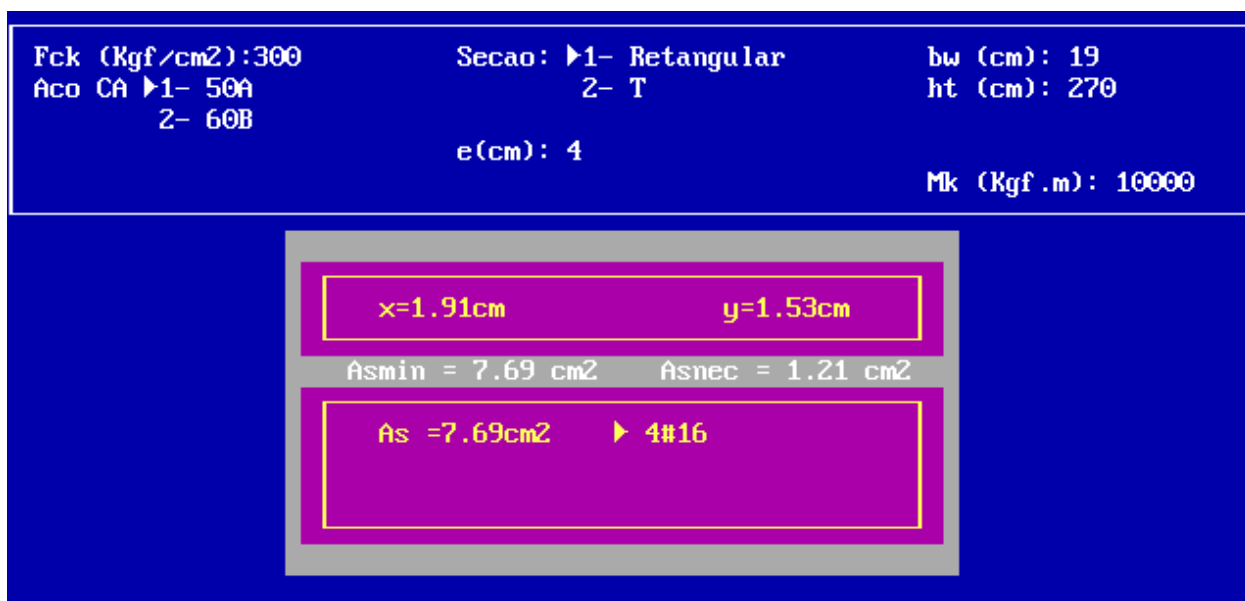 Fck (Kgf/cm2):300 Secao: ▶1- Retangular bw (cm): 19
Aco CA ▶1- 50A 2- T ht (cm): 270
2- 60B
e(cm): 4
Mk (Kgf.m): 10000
x=1.91cm y=1.53cm
Asmin = 7.69 cm2 Asnec = 1.21 cm2
As =7.69cm2 ▶ 4#16